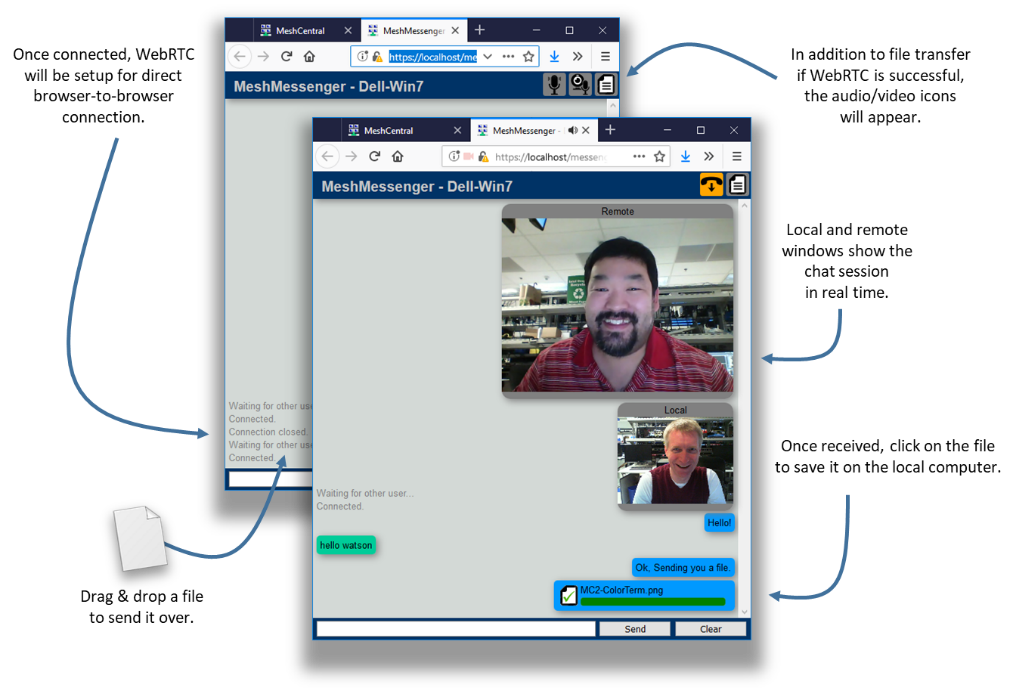 Once connected, WebRTC
will be setup for direct
browser-to-browser
connection.
MeshCentral
MeshMessenger
https://localhost/me
MeshMessenger - Dell-Win7
In addition to file transfer
if WebRTC is successful,
the audio/video icons
will appear.
MeshCentral
MeshMessenger -
https://localhost/messen
MeshMessenger - Dell-Win7
Remote
Local and remote
windows show the
chat session
in real time.
Local
Waiting for other use
Connected.
Connection closed.
Waiting for other use
Connected.
Once received, click on the file
to save it on the local computer.
Waiting for other user...
Connected.
Hello!
hello watson
Ok, Sending you a file.
MC2-ColorTerm.png
Drag & drop a file
to send it over.
Send
Clear